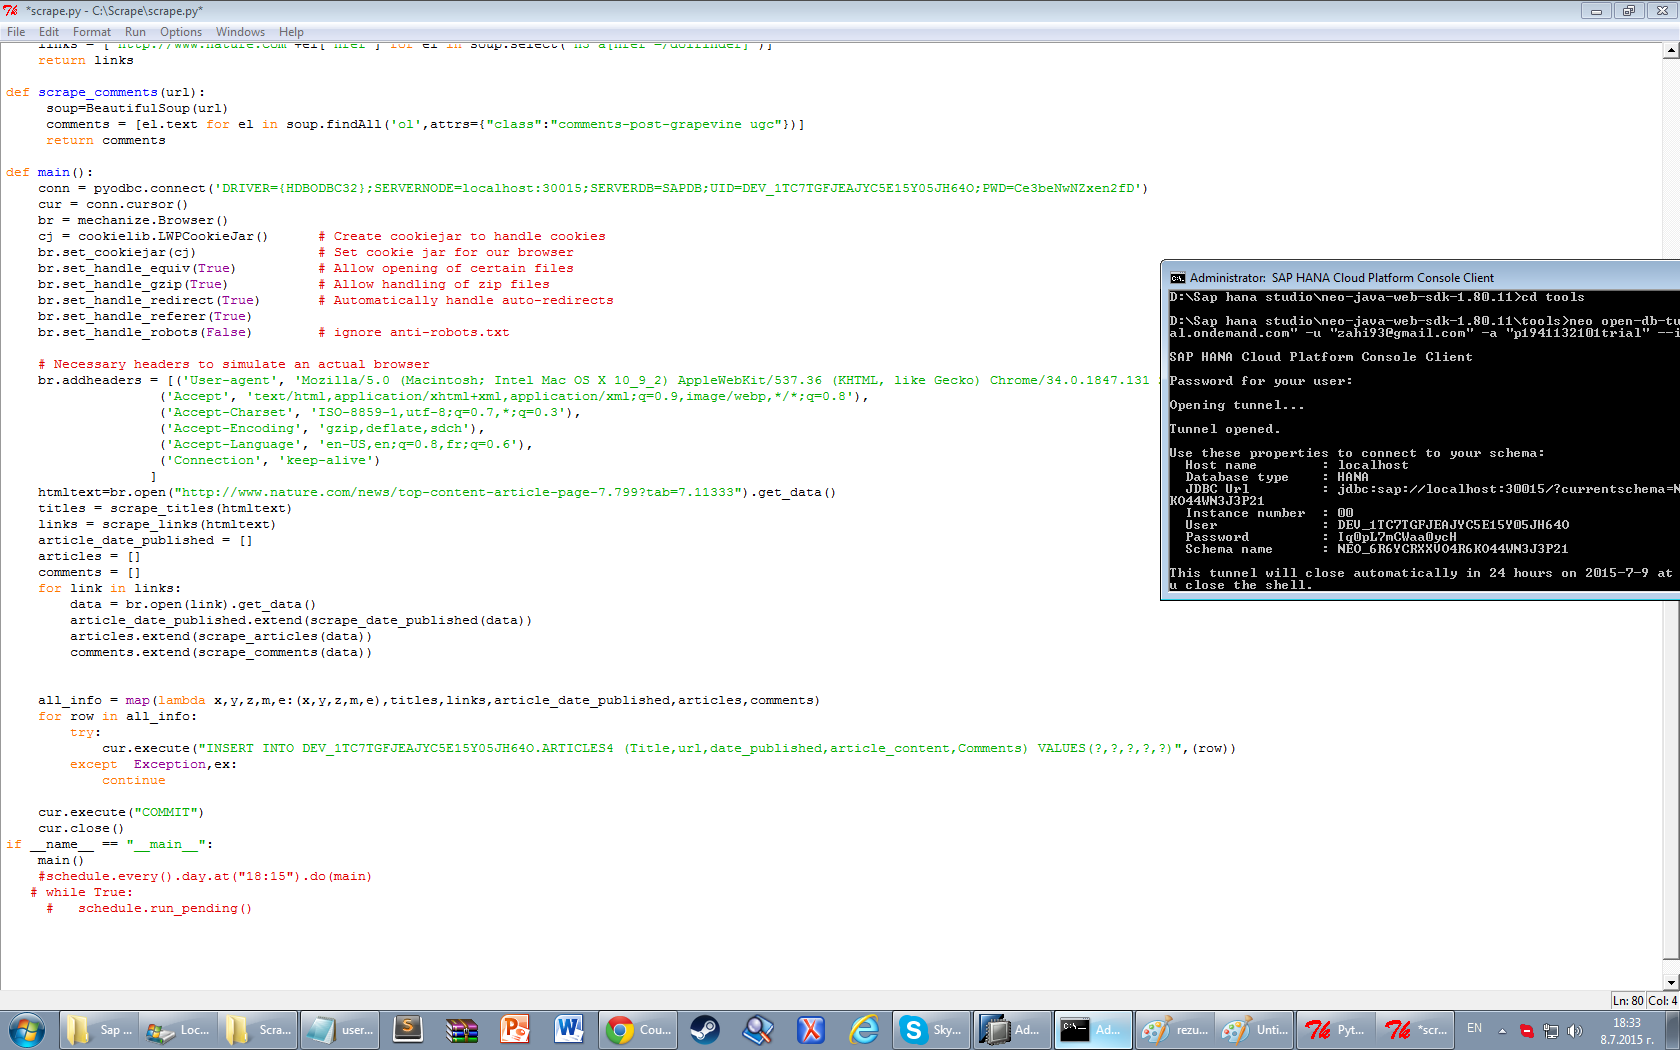 *scrape.py - C:\Scrape\scrape.py*
File Edit Format Run Options Windows Help
links = ['http://www.nature.com'+el['href'] for el in soup.select('h3 a[href*=/doifinder]')]
return links
def scrape_comments(url):
soup=BeautifulSoup(url)
comments = [el.text for el in soup.findAll('ol',attrs={"class":"comments-post-grapevine ugc"})]
return comments
def main():
conn = pyodbc.connect('DRIVER={HDBODBC32};SERVERNODE=localhost:30015;SERVERDB=SAPDB;UID=DEV_1TC7TGFJEAJYC5E15Y05JH64O;PWD=Ce3beNwNZxen2fD')
cur = conn.cursor()
br = mechanize.Browser()
cj = cookielib.LWPCookieJar() # Create cookiejar to handle cookies
br.set_cookiejar(cj) # Set cookie jar for our browser
br.set_handle_equiv(True) # Allow opening of certain files
br.set_handle_gzip(True) # Allow handling of zip files
br.set_handle_redirect(True) # Automatically handle auto-redirects
br.set_handle_referer(True)
br.set_handle_robots(False) # ignore anti-robots.txt
# Necessary headers to simulate an actual browser
br.addheaders = [('User-agent', 'Mozilla/5.0 (Macintosh; Intel Mac OS X 10_9_2) AppleWebKit/537.36 (KHTML, like Gecko) Chrome/34.0.1847.131
('Accept', 'text/html,application/xhtml+xml,application/xml;q=0.9,image/webp,*/*;q=0.8'),
('Accept-Charset', 'ISO-8859-1,utf-8;q=0.7,*;q=0.3'),
('Accept-Encoding', 'gzip,deflate,sdch'),
('Accept-Language', 'en-US,en;q=0.8,fr;q=0.6'),
('Connection', 'keep-alive')
]
htmltext=br.open("http://www.nature.com/news/top-content-article-page-7.799?tab=7.11333").get_data()
titles = scrape_titles(htmltext)
links = scrape_links(htmltext)
article_date_published = []
articles = []
comments = []
for link in links:
data = br.open(link).get_data()
article_date_published.extend(scrape_date_published(data))
articles.extend(scrape_articles(data))
comments.extend(scrape_comments(data))
all_info = map(lambda x,y,z,m,e:(x,y,z,m,e),titles,links,article_date_published,articles,comments)
for row in all_info:
try:
cur.execute("INSERT INTO DEV_1TC7TGFJEAJYC5E15Y05JH64O.ARTICLES4 (Title,url,date_published,article_content,Comments) VALUES(?,?,?,?,?)",(row))
except Exception,ex:
continue
cur.execute("COMMIT")
cur.close()
if __name__ == "__main__":
main()
#schedule.every().day.at("18:15").do(main)
# while True:
# schedule.run_pending()
Administrator: SAP HANA Cloud Platform Console Client
D:\Sap hana studio\neo-java-web-sdk-1.80.11>cd tools
D:\Sap hana studio\neo-java-web-sdk-1.80.11\tools>neo open-db-tu
al.ondemand.com" -u "zahi93@gmail.com" -a "p1941132101trial" --i
SAP HANA Cloud Platform Console Client
Password for your user:
Opening tunnel...
Tunnel opened.
Use these properties to connect to your schema:
Host name : localhost
Database type : HANA
JDBC Url : jdbc:sap://localhost:30015/?currentschema=N
KO44WN3J3P21
Instance number : 00
User : DEV_1TC7TGFJEAJYC5E15Y05JH64O
Password : Iq0pL7mCWaa0ycH
Schema name : NEO_6R6YCRXXVO4R6KO44WN3J3P21
This tunnel will close automatically in 24 hours on 2015-7-9 at
u close the shell.
Ln: 80 Col: 4
Sap ... Loc... Scra... user... Cou... Sky... Ad... Ad... rezu... Unti... Pyt... *scr... EN
18:33
8.7.2015 г.